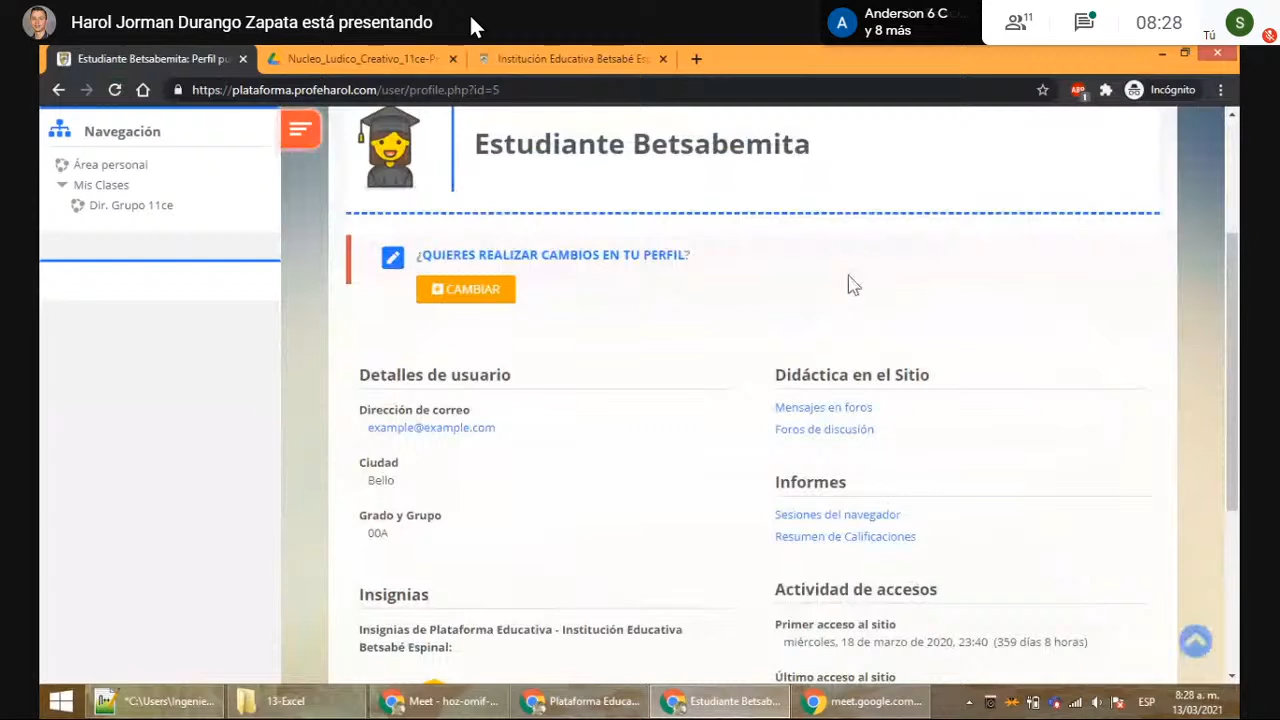 Harol Jorman Durango Zapata está presentando
A
Anderson 6 C
y 8 más
11
08:28
Tú
S
Estudiante Betsabemita: Perfil pu
Nucleo_Ludico_Creativo_11ce-P
Institución Educativa Betsabé Es
https://plataforma.profeharol.com/user/profile.php?id=5
ABP
1
Incógnito
Navegación
Área personal
Mis Clases
Dir. Grupo 11ce
Estudiante Betsabemita
¿QUIERES REALIZAR CAMBIOS EN TU PERFIL?
CAMBIAR
Detalles de usuario
Dirección de correo
example@example.com
Ciudad
Bello
Grado y Grupo
00A
Insignias
Insignias de Plataforma Educativa - Institución Educativa
Betsabé Espinal:
Didáctica en el Sitio
Mensajes en foros
Foros de discusión
Informes
Sesiones del navegador
Resumen de Calificaciones
Actividad de accesos
Primer acceso al sitio
miércoles, 18 de marzo de 2020, 23:40 (359 días 8 horas)
Último acceso al sitio
*C:\Users\Ingenie...
13-Excel
Meet - hoz-omif-...
Plataforma Educa...
Estudiante Betsab...
meet.google.com...
ESP
8:28 a. m.
13/03/2021